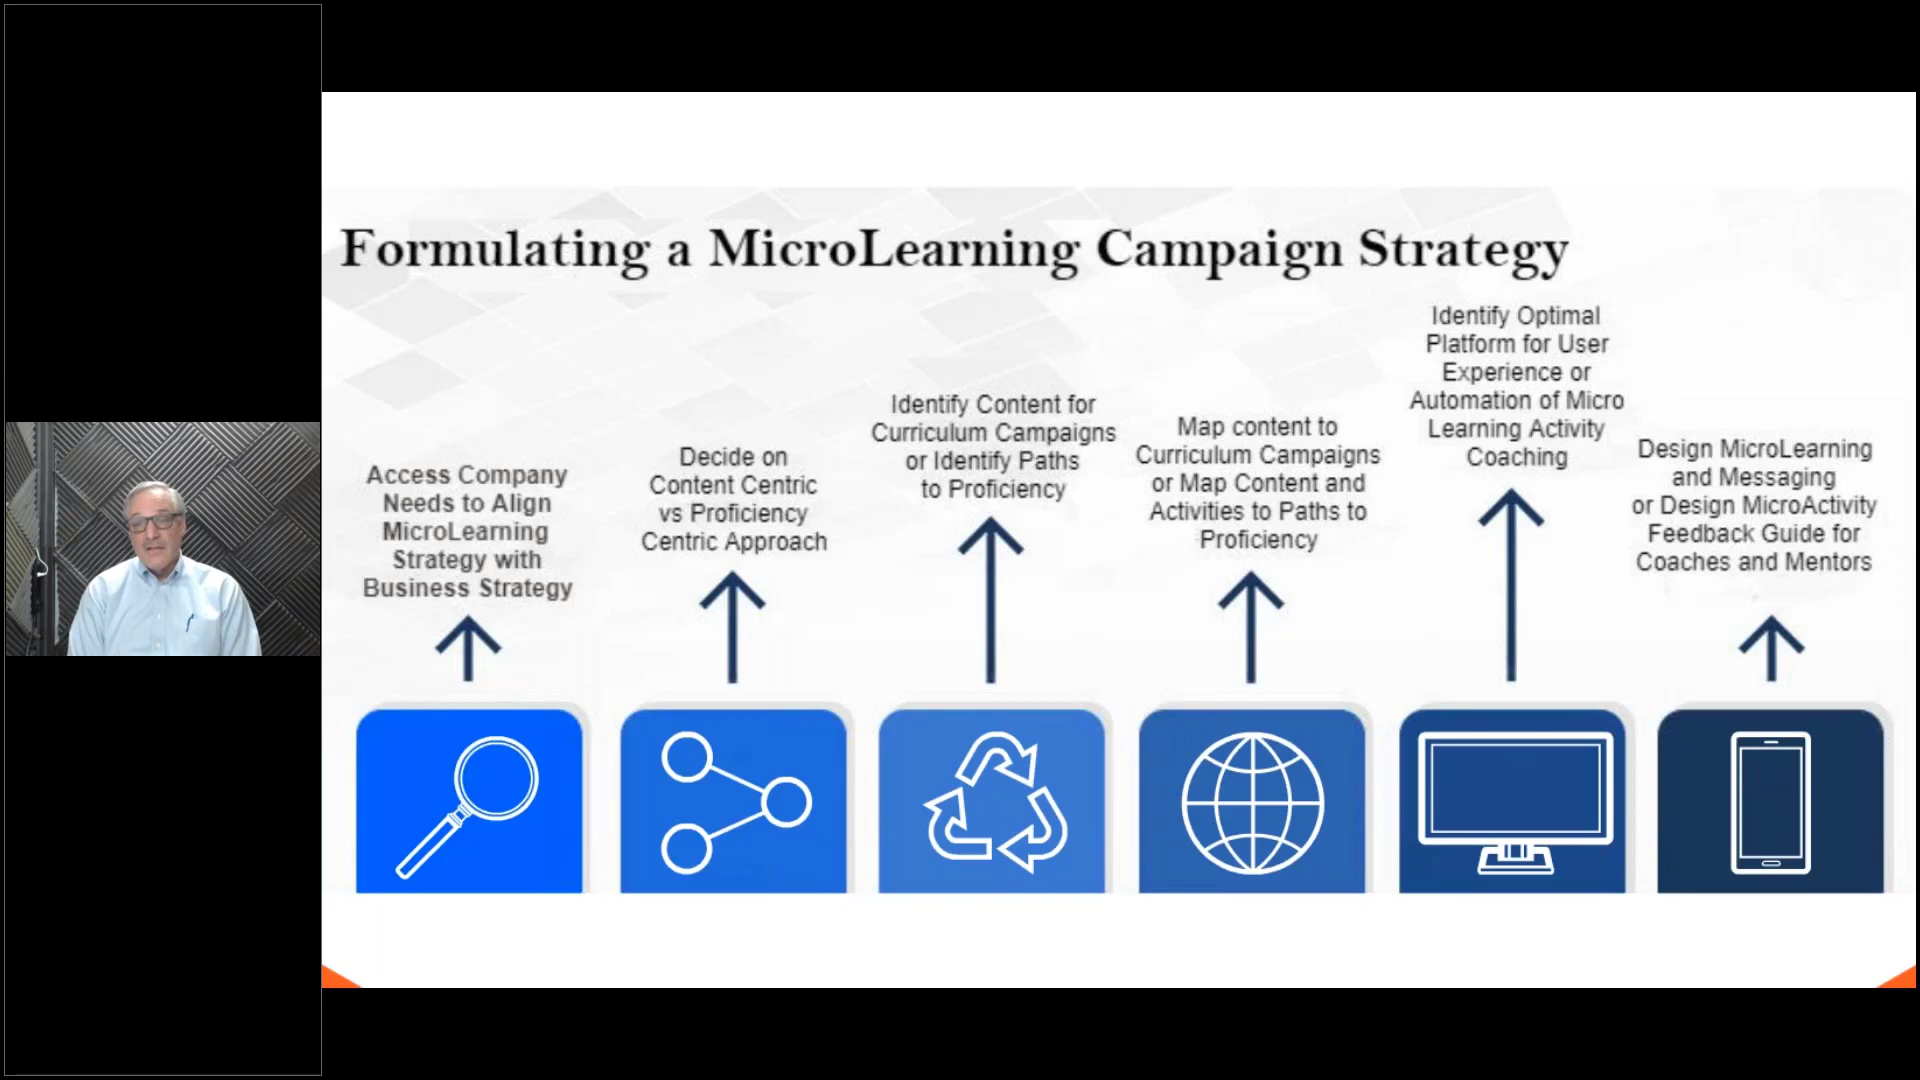 Formulating a MicroLearning Campaign Strategy
Access Company
Needs to Align
MicroLearning
Strategy with
Business Strategy
Decide on
Content Centric
vs Proficiency
Centric Approach
Identify Content for
Curriculum Campaigns
or Identify Paths
to Proficiency
Map content to
Curriculum Campaigns
or Map Content and
Activities to Paths to
Proficiency
Identify Optimal
Platform for User
Experience or
Automation of Micro
Learning Activity
Coaching
Design MicroLearning
and Messaging
or Design MicroActivity
Feedback Guide for
Coaches and Mentors